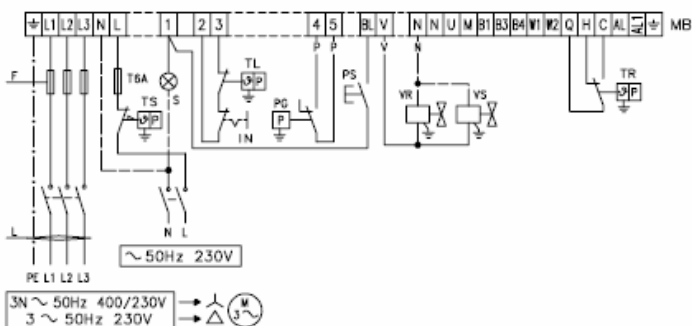 L1 L2 L3 N L 1 2 3 4 5 BL V N N U M B1 B3 B4 W1 W2 Q H C AL AL1 MB
P P V N
F T6A S TL P PS
TS P PG P IN VR VS TR P
L
N L
~ 50Hz 230V
PE L1 L2 L3
3N ~ 50Hz 400/230V
3 ~ 50Hz 230V
M
3~